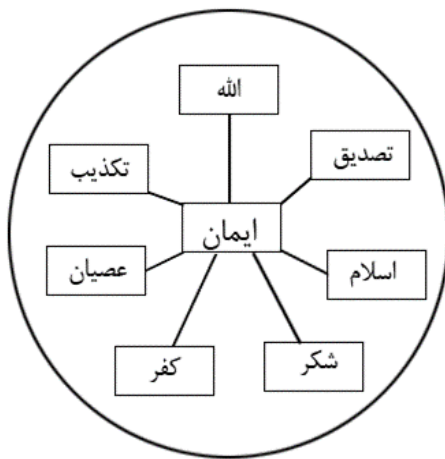 الله
تصدیق
تکذیب
ایمان
اسلام
عصیان
شکر
کفر